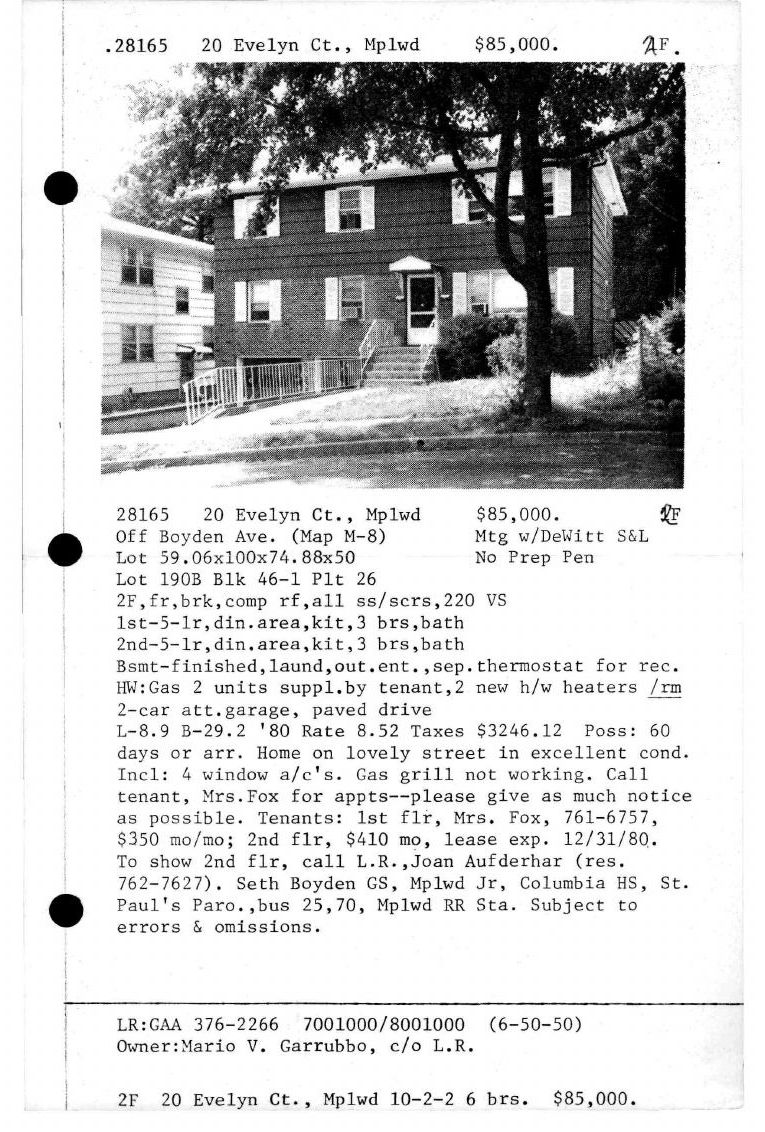 .28165 20 Evelyn Ct., Mplwd $85,000. 2F.
28165 20 Evelyn Ct., Mplwd $85,000. 2F
Off Boyden Ave. (Map M-8) Mtg w/DeWitt S&L
Lot 59.06x100x74.88x50 No Prep Pen
Lot 190B Blk 46-1 Plt 26
2F,fr,brk,comp rf,all ss/scrs,220 VS
1st-5-lr,din.area,kit,3 brs,bath
2nd-5-lr,din.area,kit,3 brs,bath
Bsmt-finished,laund,out.ent.,sep.thermostat for rec.
HW:Gas 2 units suppl.by tenant,2 new h/w heaters /rm
2-car att.garage, paved drive
L-8.9 B-29.2 '80 Rate 8.52 Taxes $3246.12 Poss: 60
days or arr. Home on lovely street in excellent cond.
Incl: 4 window a/c's. Gas grill not working. Call
tenant, Mrs.Fox for appts--please give as much notice
as possible. Tenants: 1st flr, Mrs. Fox, 761-6757,
$350 mo/mo; 2nd flr, $410 mo, lease exp. 12/31/80.
To show 2nd flr, call L.R.,Joan Aufderhar (res.
762-7627). Seth Boyden GS, Mplwd Jr, Columbia HS, St.
Paul's Paro.,bus 25,70, Mplwd RR Sta. Subject to
errors & omissions.
LR:GAA 376-2266 7001000/8001000 (6-50-50)
Owner:Mario V. Garrubbo, c/o L.R.
2F 20 Evelyn Ct., Mplwd 10-2-2 6 brs. $85,000.